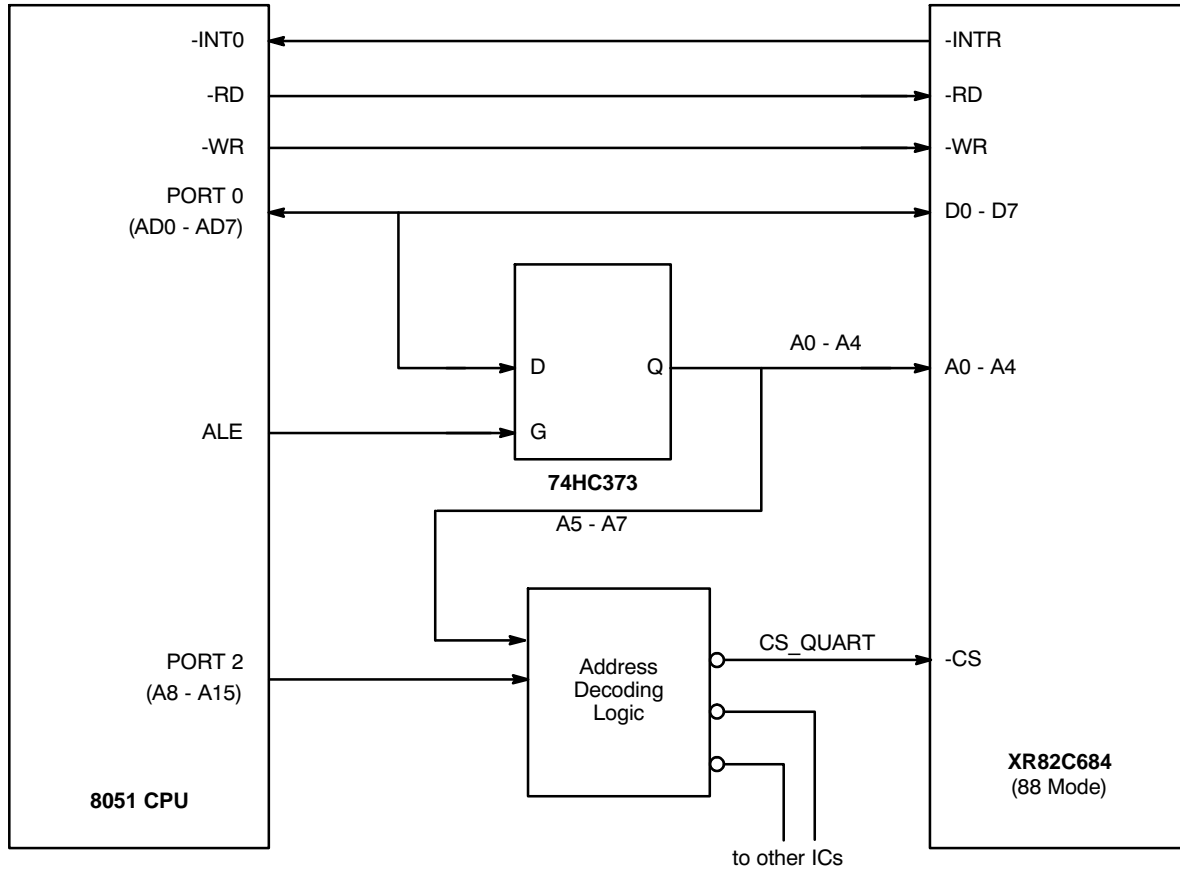 -INT0
-INTR
-RD
-RD
-WR
-WR
PORT 0
(AD0 - AD7)
D0 - D7
A0 - A4
D
Q
A0 - A4
ALE
G
74HC373
A5 - A7
PORT 2
(A8 - A15)
Address
Decoding
Logic
CS_QUART
-CS
XR82C684
(88 Mode)
8051 CPU
to other ICs